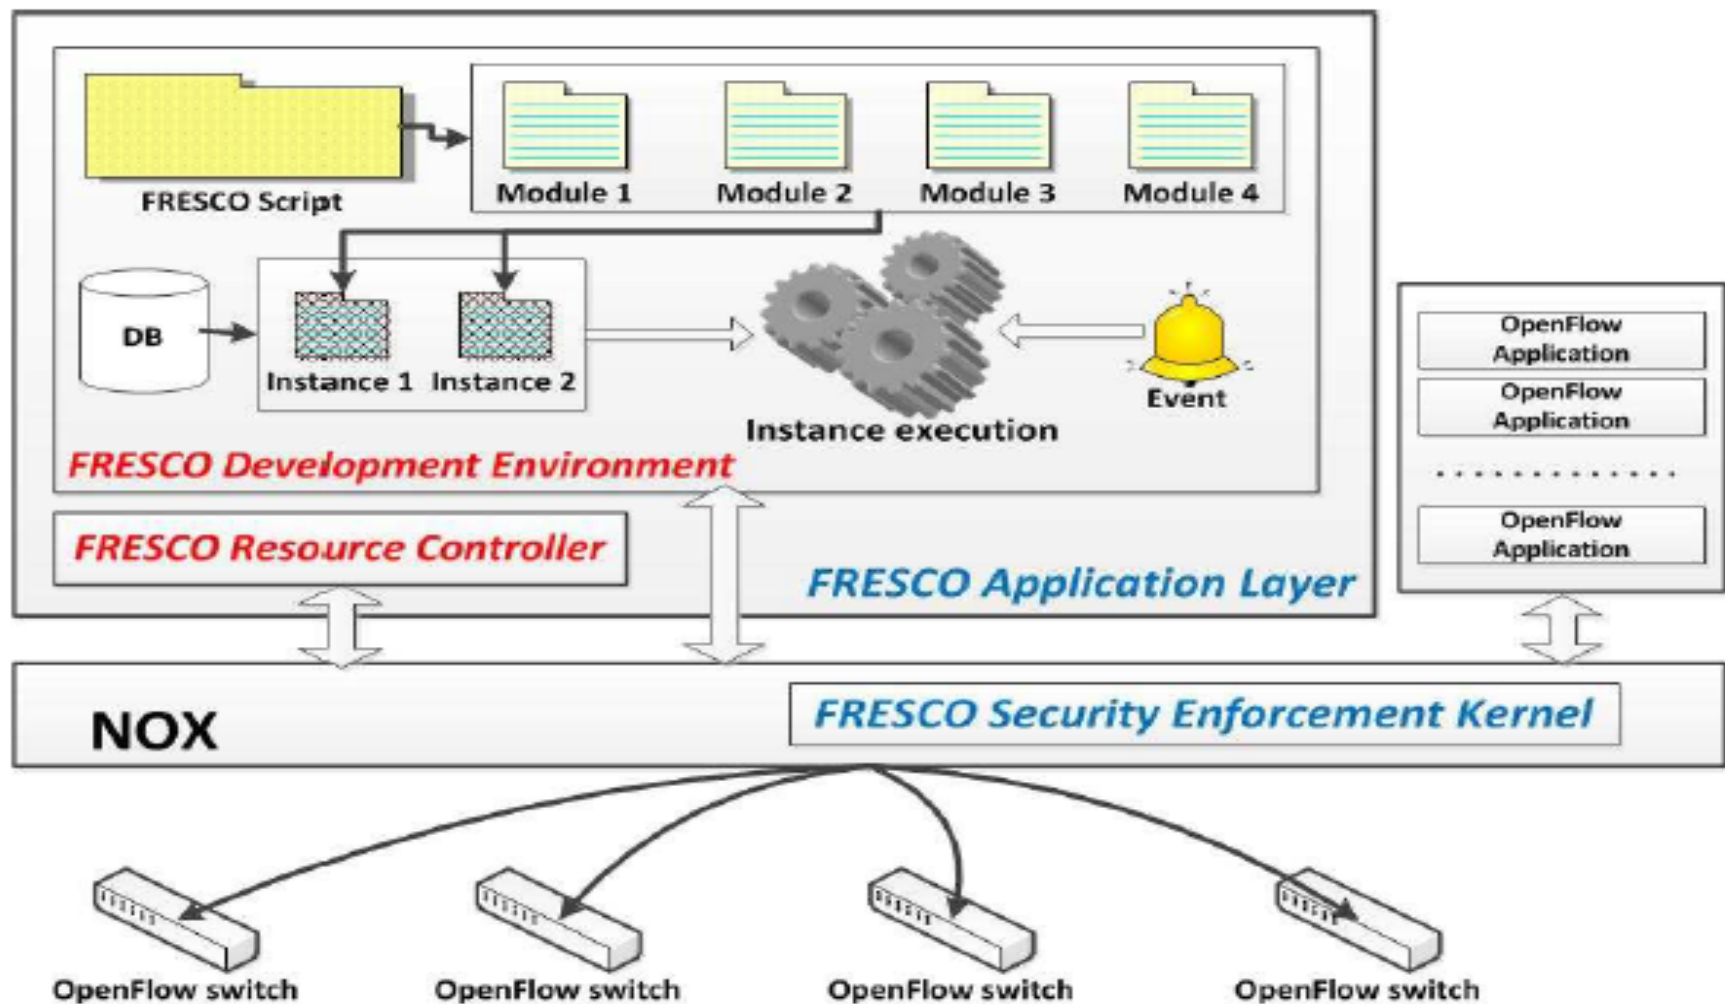 FRESCO Script
Module 1
Module 2
Module 3
Module 4
DB
Instance 1
Instance 2
Instance execution
Event
FRESCO Development Environment
FRESCO Resource Controller
FRESCO Application Layer
OpenFlow
Application
OpenFlow
Application
. . . . . . . . . . . . .
OpenFlow
Application
NOX
FRESCO Security Enforcement Kernel
OpenFlow switch
OpenFlow switch
OpenFlow switch
OpenFlow switch